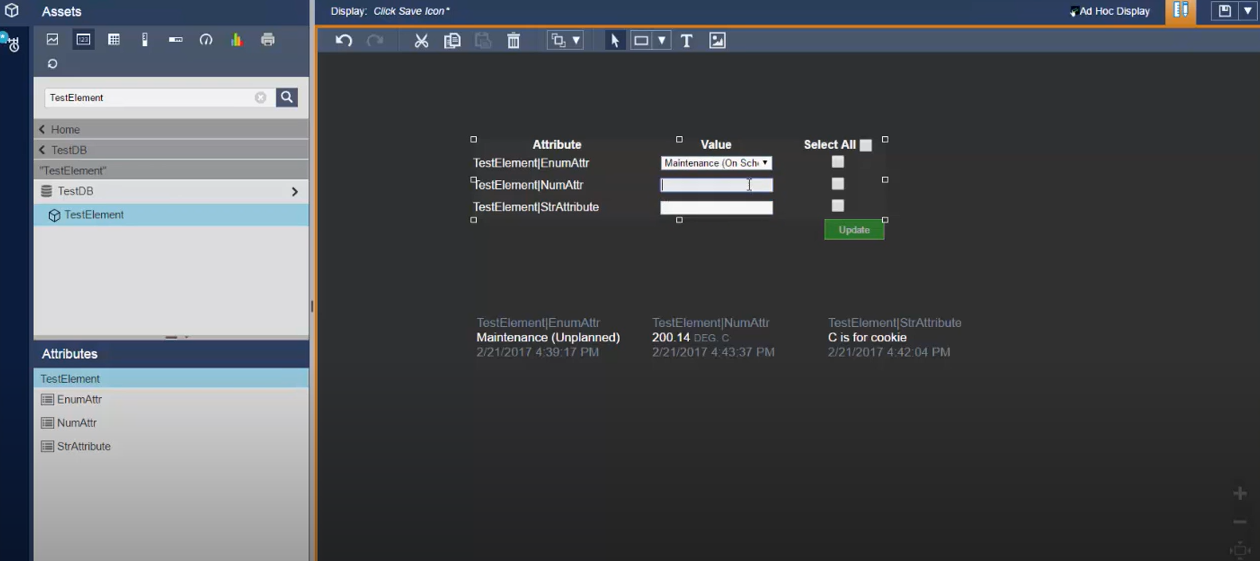 Assets
Display: Click Save Icon*
Ad Hoc Display
123
TestElement
Home
TestDB
"TestElement"
TestDB
TestElement
Attributes
TestElement
EnumAttr
NumAttr
StrAttribute
T
Attribute Value Select All
TestElement|EnumAttr Maintenance (On Sch
TestElement|NumAttr
TestElement|StrAttribute
Update
TestElement|EnumAttr TestElement|NumAttr TestElement|StrAttribute
Maintenance (Unplanned) 200.14 DEG. C C is for cookie
2/21/2017 4:39:17 PM 2/21/2017 4:43:37 PM 2/21/2017 4:42:04 PM